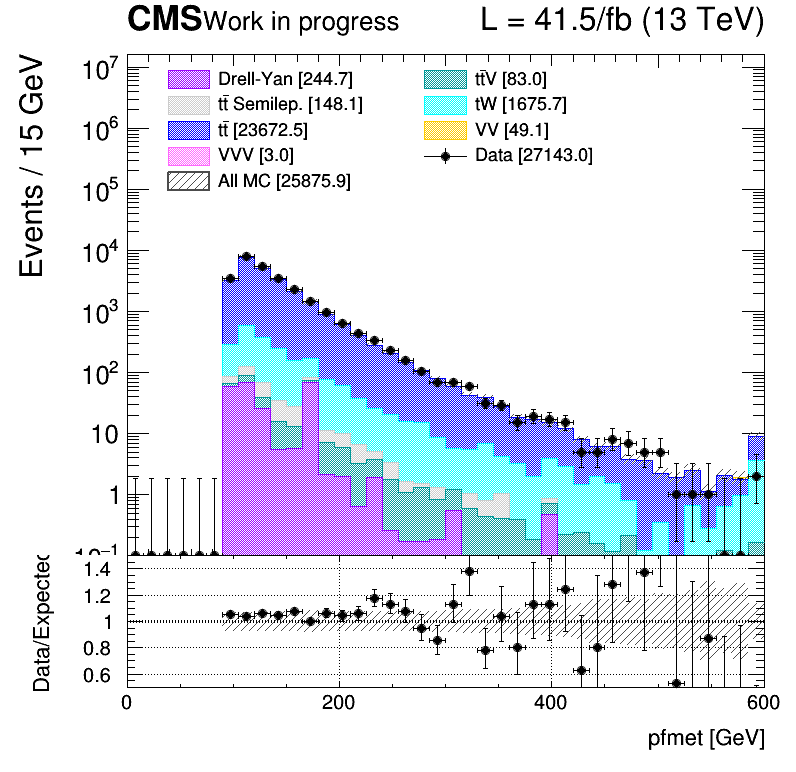 CMS Work in progress L = 41.5/fb (13 TeV)
Events / 15 GeV
Drell-Yan [244.7] tt̄V [83.0]
tt̄ Semilep. [148.1] tW [1675.7]
tt̄ [23672.5] VV [49.1]
VVV [3.0] Data [27143.0]
All MC [25875.9]
10⁷
10⁶
10⁵
10⁴
10³
10²
10
1
10⁻¹
Data/Expected
1.4
1.2
1
0.8
0.6
0 200 400 600
pfmet [GeV]